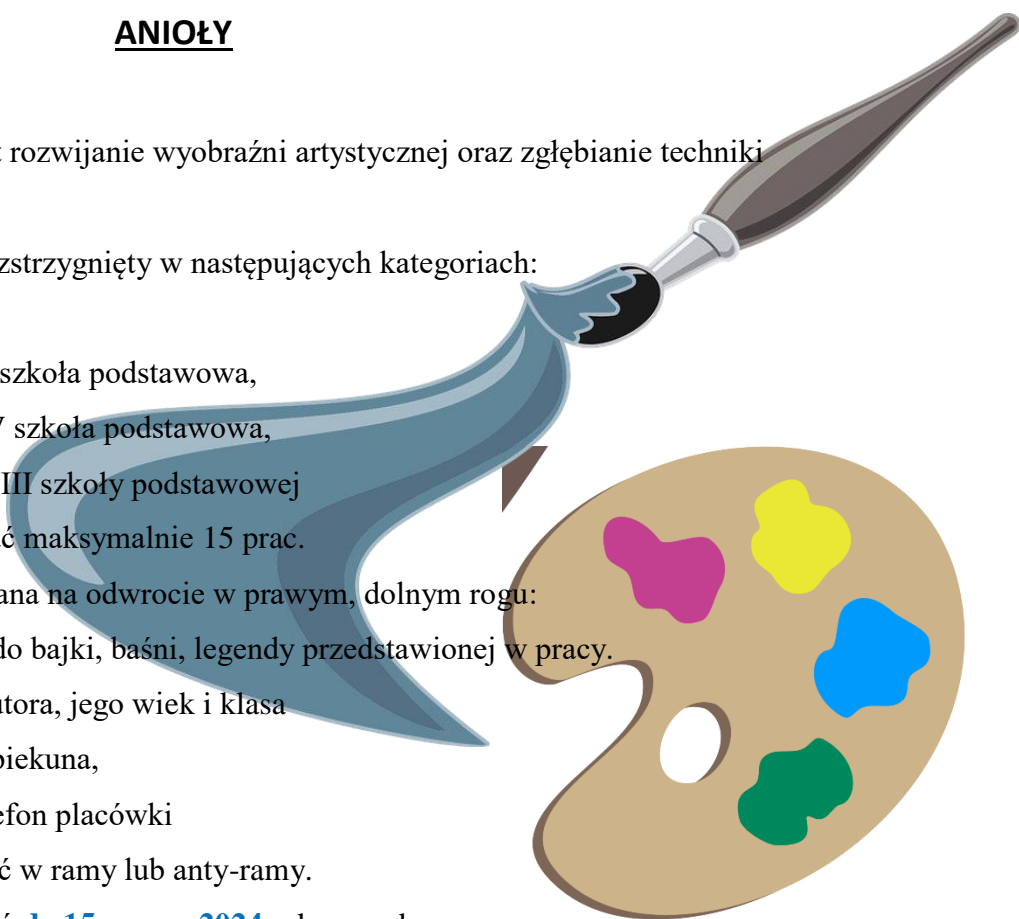 ANIOŁY
rozwijanie wyobraźni artystycznej oraz zgłębianie techniki
zstrzygnięty w następujących kategoriach:
szkoła podstawowa,
szkoła podstawowa,
III szkoły podstawowej
ć maksymalnie 15 prac.
ana na odwrocie w prawym, dolnym rogu:
do bajki, baśni, legendy przedstawionej w pracy.
utora, jego wiek i klasa
piekuna,
efon placówki
ć w ramy lub anty-ramy.